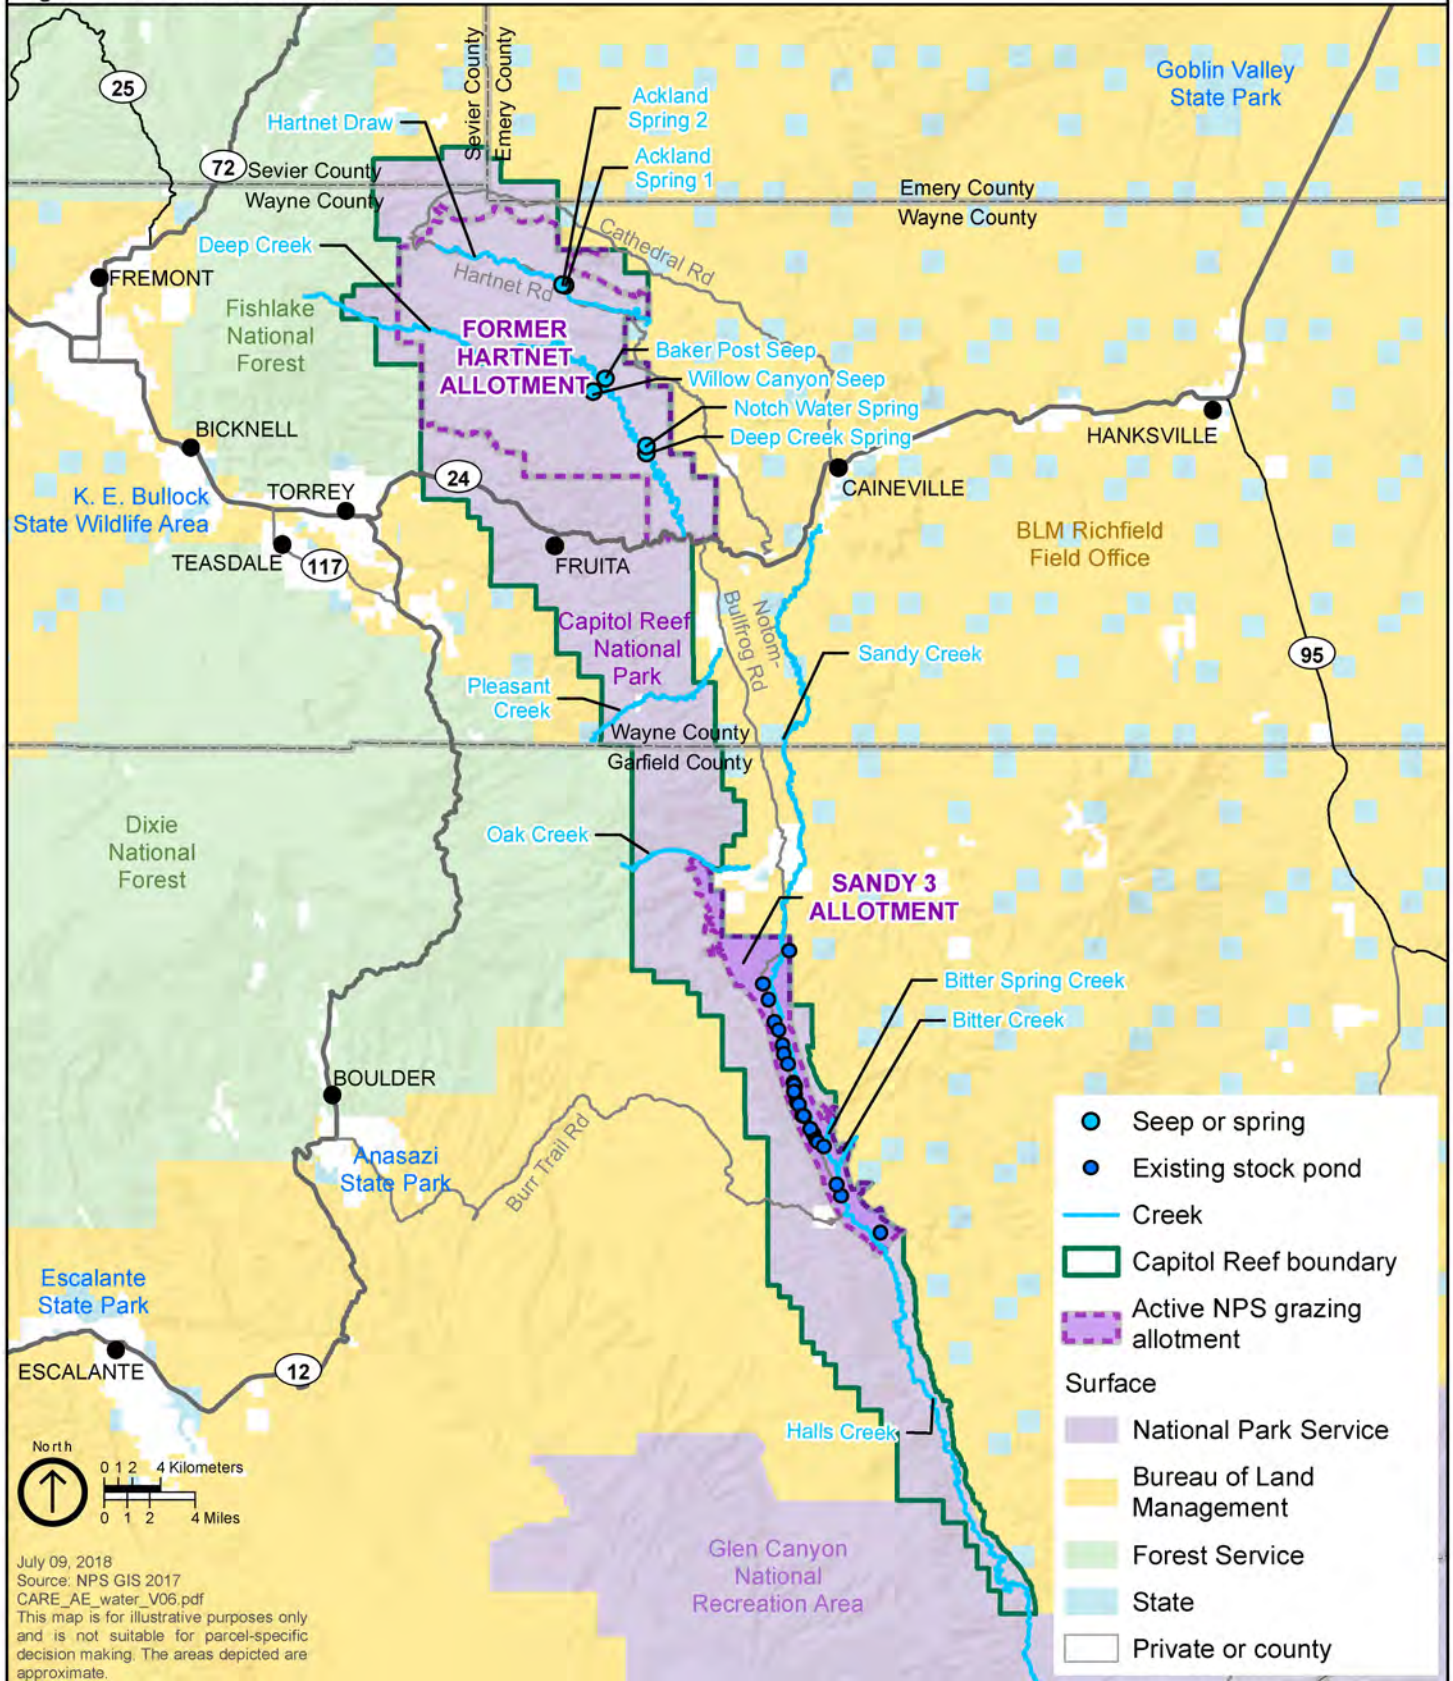 25
Sevier County
Emery County
Goblin Valley
State Park
Hartnet Draw
Ackland
Spring 2
Ackland
Spring 1
72
Sevier County
Wayne County
Emery County
Wayne County
Deep Creek
Cathedral Rd
Hartnet Rd
FREMONT
Fishlake
National
Forest
FORMER
HARTNET
ALLOTMENT
Baker Post Seep
Willow Canyon Seep
Notch Water Spring
Deep Creek Spring
HANKSVILLE
BICKNELL
24
CAINEVILLE
K. E. Bullock
State Wildlife Area
TORREY
TEASDALE
117
FRUITA
BLM Richfield
Field Office
Capitol Reef
National
Park
Notom-
Bullfrog Rd
Sandy Creek
95
Pleasant
Creek
Wayne County
Garfield County
Dixie
National
Forest
Oak Creek
SANDY 3
ALLOTMENT
Bitter Spring Creek
Bitter Creek
BOULDER
Anasazi
State Park
Burr Trail Rd
Escalante
State Park
ESCALANTE
12
Halls Creek
Glen Canyon
National
Recreation Area
Seep or spring
Existing stock pond
Creek
Capitol Reef boundary
Active NPS grazing
allotment
Surface
National Park Service
Bureau of Land
Management
Forest Service
State
Private or county
North
0 1 2 4 Kilometers
0 1 2 4 Miles
July 09, 2018
Source: NPS GIS 2017
CARE_AE_water_V06.pdf
This map is for illustrative purposes only
and is not suitable for parcel-specific
decision making. The areas depicted are
approximate.